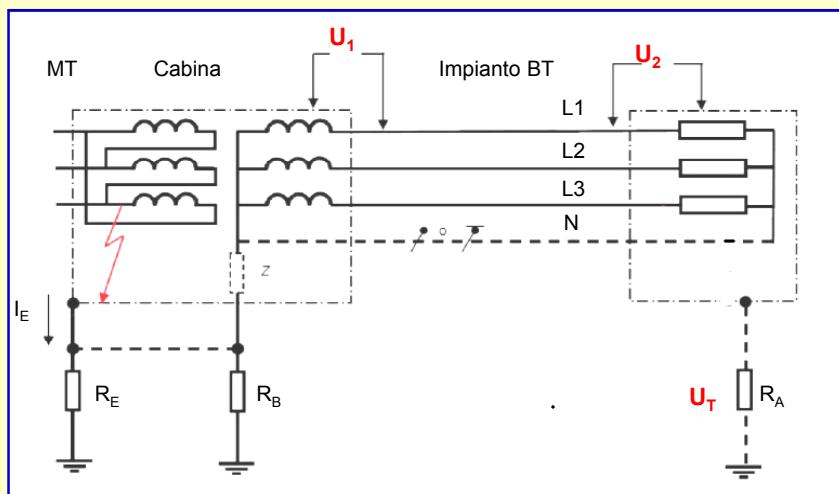 U1
U2
MT Cabina Impianto BT
L1
L2
L3
N
Z
IE
RE RB UT RA